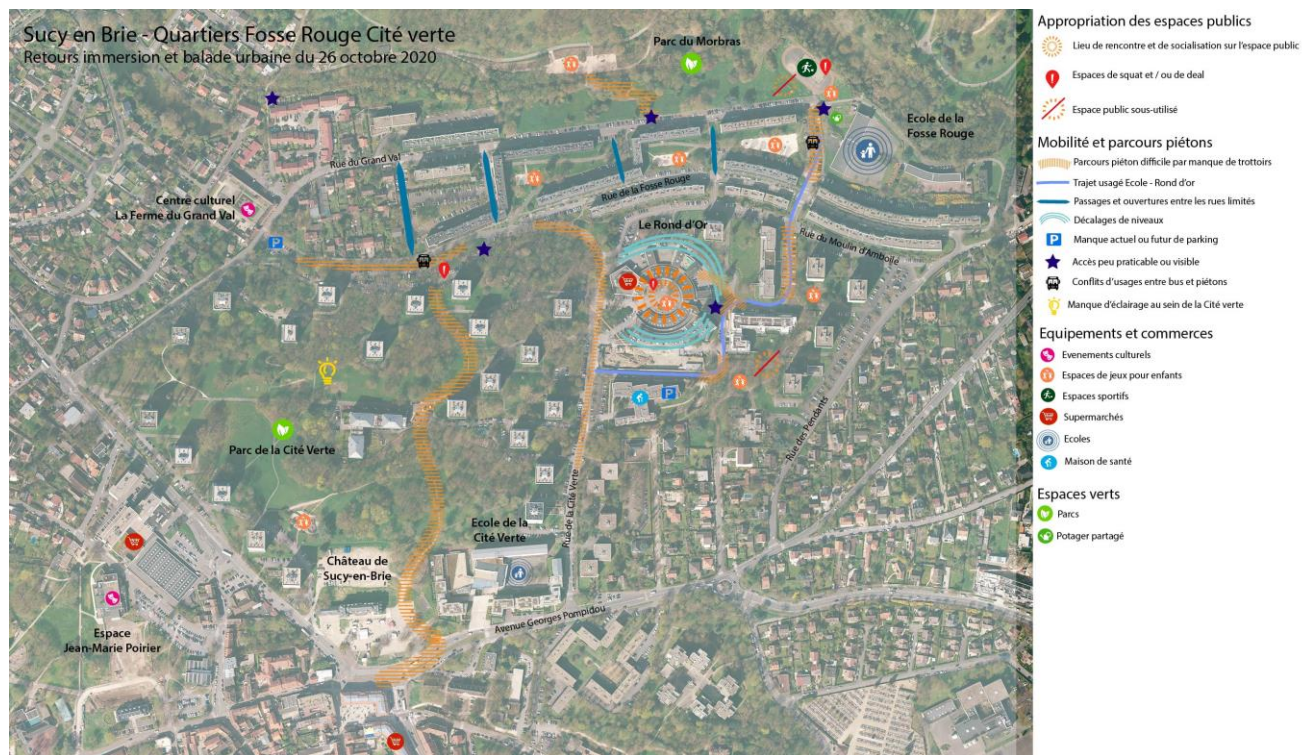 Sucy en Brie - Quartiers Fosse Rouge Cité verte
Retours immersion et balade urbaine du 26 octobre 2020
Parc du Morbras
Ecole de la
Fosse Rouge
Rue du Grand Val
Rue de la Fosse Rouge
Centre culturel
La Ferme du Grand Val
P
Le Rond d'Or
Rue du Moulin d'Amboile
P
Parc de la Cité Verte
Rue des Pendants
Rue de la Cité Verte
Ecole de la
Cité Verte
Château de
Sucy-en-Brie
Avenue Georges Pompidou
Espace
Jean-Marie Poirier
Appropriation des espaces publics
Lieu de rencontre et de socialisation sur l'espace public
Espaces de squat et / ou de deal
Espace public sous-utilisé
Mobilité et parcours piétons
Parcours piéton difficile par manque de trottoirs
Trajet usagé Ecole - Rond d'or
Passages et ouvertures entre les rues limités
Décalages de niveaux
P Manque actuel ou futur de parking
Accès peu praticable ou visible
Conflits d'usages entre bus et piétons
Manque d'éclairage au sein de la Cité verte
Equipements et commerces
Evenements culturels
Espaces de jeux pour enfants
Espaces sportifs
Supermarchés
Ecoles
Maison de santé
Espaces verts
Parcs
Potager partagé